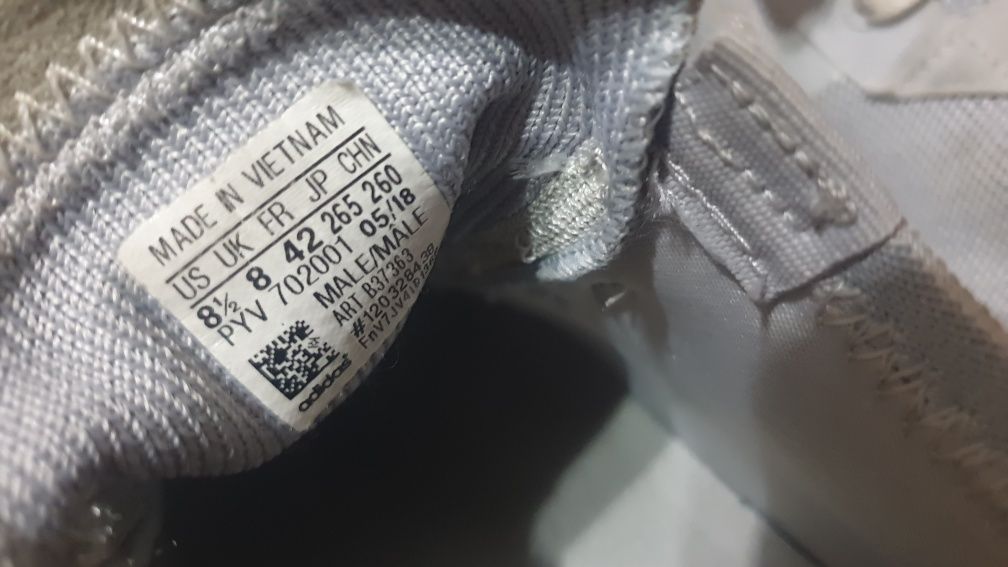 MADE IN VIETNAM
US UK FR JP CHN
8½ 8 42 265 260
PYV 702001 05/18
MALE/MALE
ART B37363
adidas